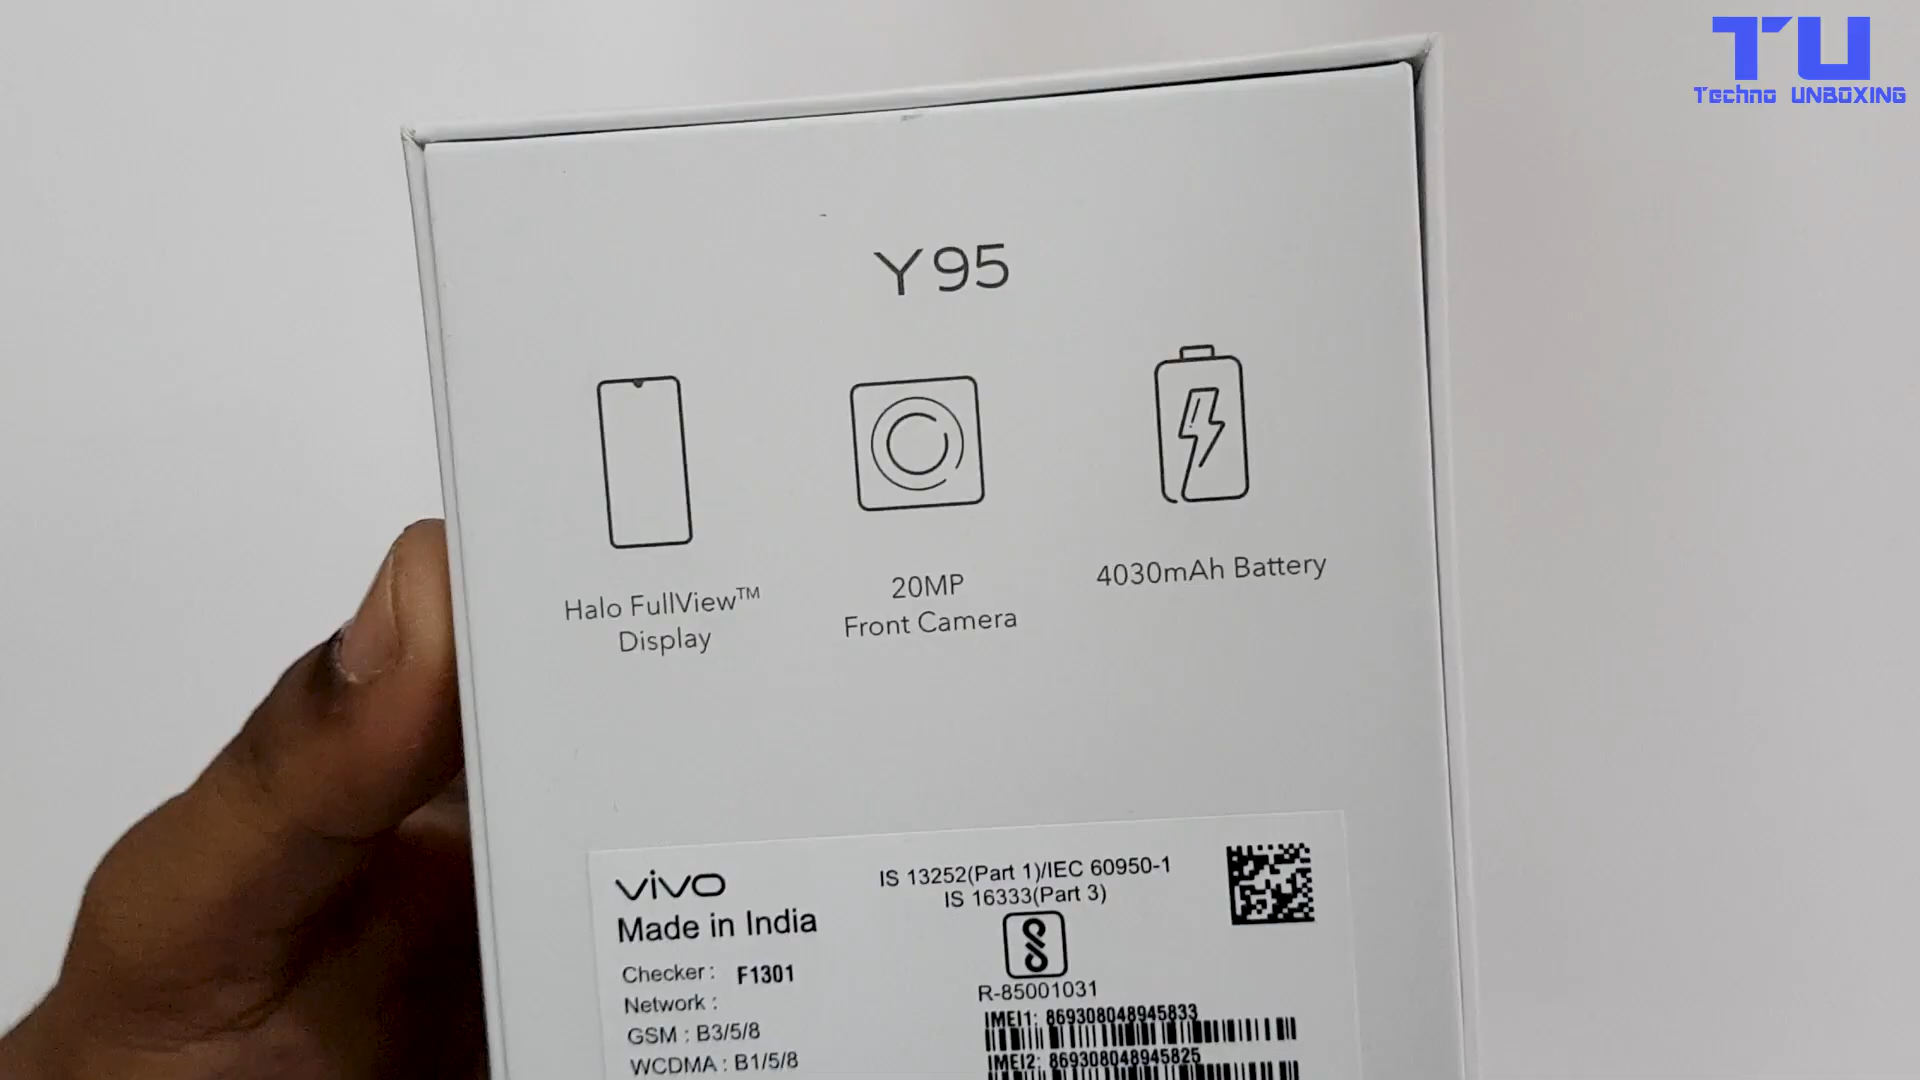 TU
Techno UNBOXING
Y95
Halo FullView™
Display
20MP
Front Camera
4030mAh Battery
vivo
Made in India
Checker : F1301
Network :
GSM : B3/5/8
WCDMA : B1/5/8
IS 13252(Part 1)/IEC 60950-1
IS 16333(Part 3)
R-85001031
IMEI1: 869308048945833
IMEI2: 869308048945825